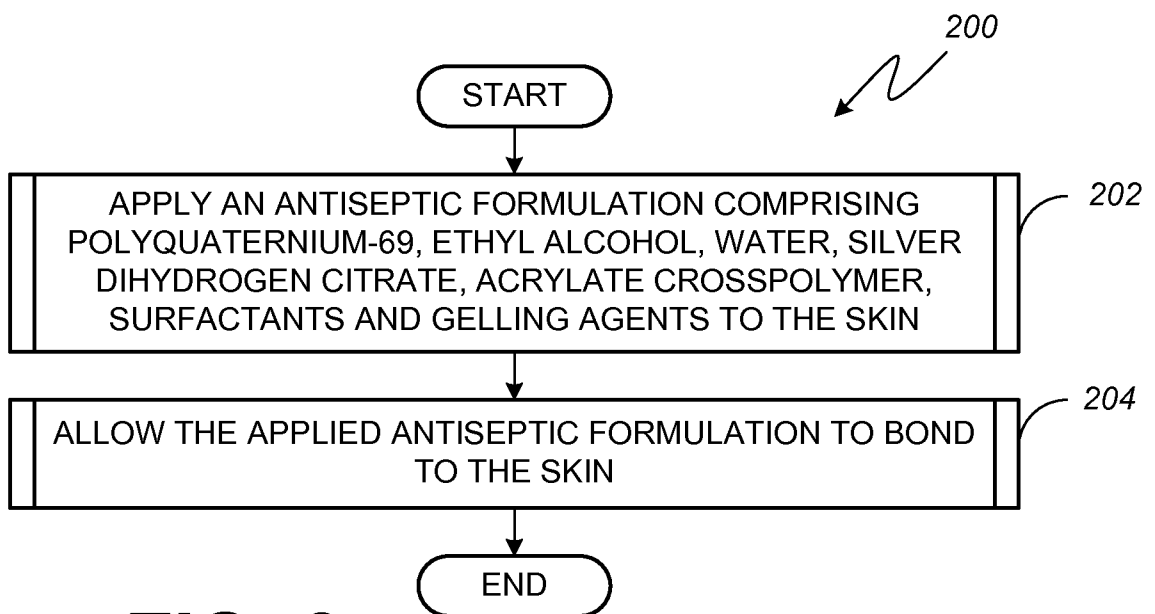 200
START
APPLY AN ANTISEPTIC FORMULATION COMPRISING
POLYQUATERNIUM-69, ETHYL ALCOHOL, WATER, SILVER
DIHYDROGEN CITRATE, ACRYLATE CROSSPOLYMER,
SURFACTANTS AND GELLING AGENTS TO THE SKIN
202
ALLOW THE APPLIED ANTISEPTIC FORMULATION TO BOND
TO THE SKIN
204
END